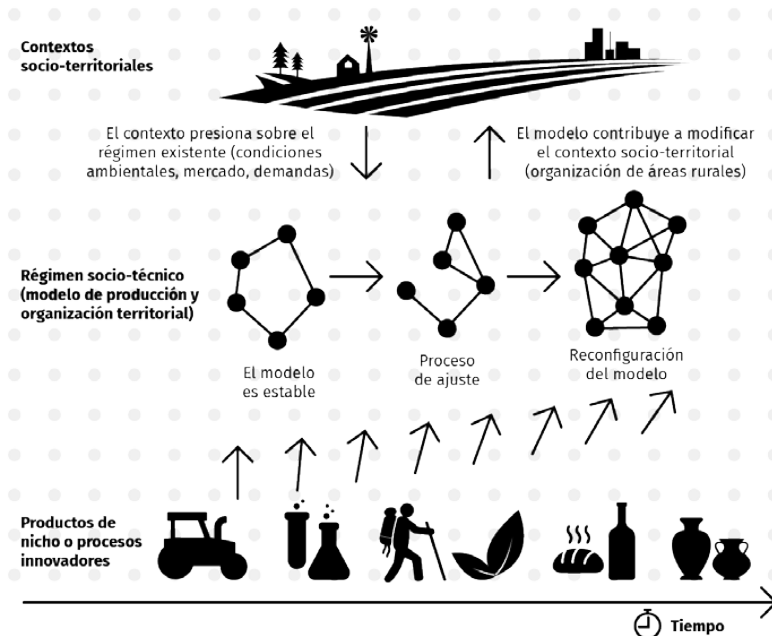 Contextos
socio-territoriales
El contexto presiona sobre el
régimen existente (condiciones
ambientales, mercado, demandas)
El modelo contribuye a modificar
el contexto socio-territorial
(organización de áreas rurales)
Régimen socio-técnico
(modelo de producción y
organización territorial)
El modelo
es estable
Proceso
de ajuste
Reconfiguración
del modelo
Productos de
nicho o procesos
innovadores
Tiempo